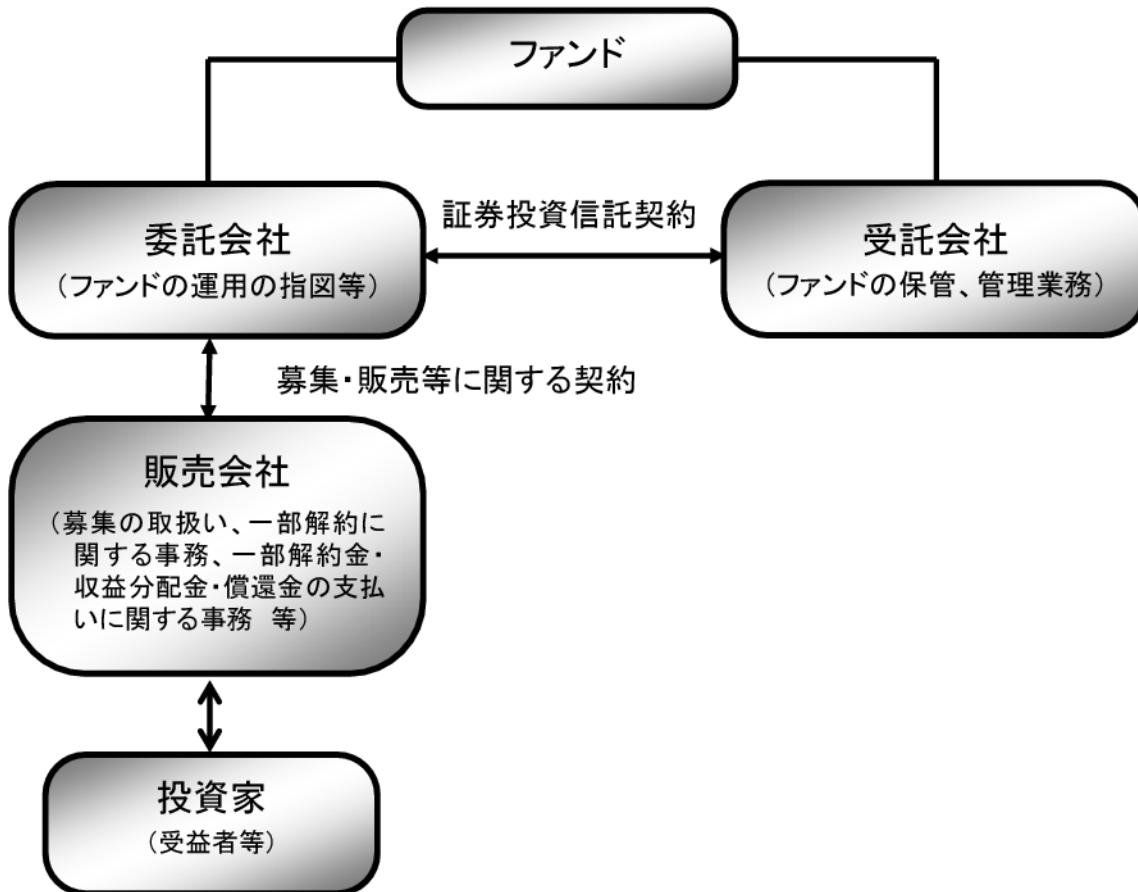 ファンド
委託会社
（ファンドの運用の指図等）
証券投資信託契約
受託会社
（ファンドの保管、管理業務）
募集・販売等に関する契約
販売会社
（募集の取扱い、一部解約に
関する事務、一部解約金・
収益分配金・償還金の支払
いに関する事務　等）
投資家
（受益者等）